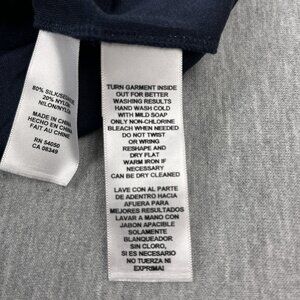 80% SILK/SEDA/SOIE
20% NYLON/
NILON/NYLON
MADE IN CHINA
HECHO EN CHINA
FAIT AU CHINE
RN 54050
CA 08349
TURN GARMENT INSIDE
OUT FOR BETTER
WASHING RESULTS
HAND WASH COLD
WITH MILD SOAP
ONLY NON-CHLORINE
BLEACH WHEN NEEDED
DO NOT TWIST
OR WRING
RESHAPE AND
DRY FLAT
WARM IRON IF
NECESSARY
CAN BE DRY CLEANED
LAVE CON AL PARTE
DE ADENTRO HACIA
AFUERA PARA
MEJORES RESULTADOS
LAVAR A MANO CON
JABON APACIBLE
SOLAMENTE
BLANQUEADOR
SIN CLORO,
SI ES NECESARIO
NO TUERZA NI
EXPRIMAI